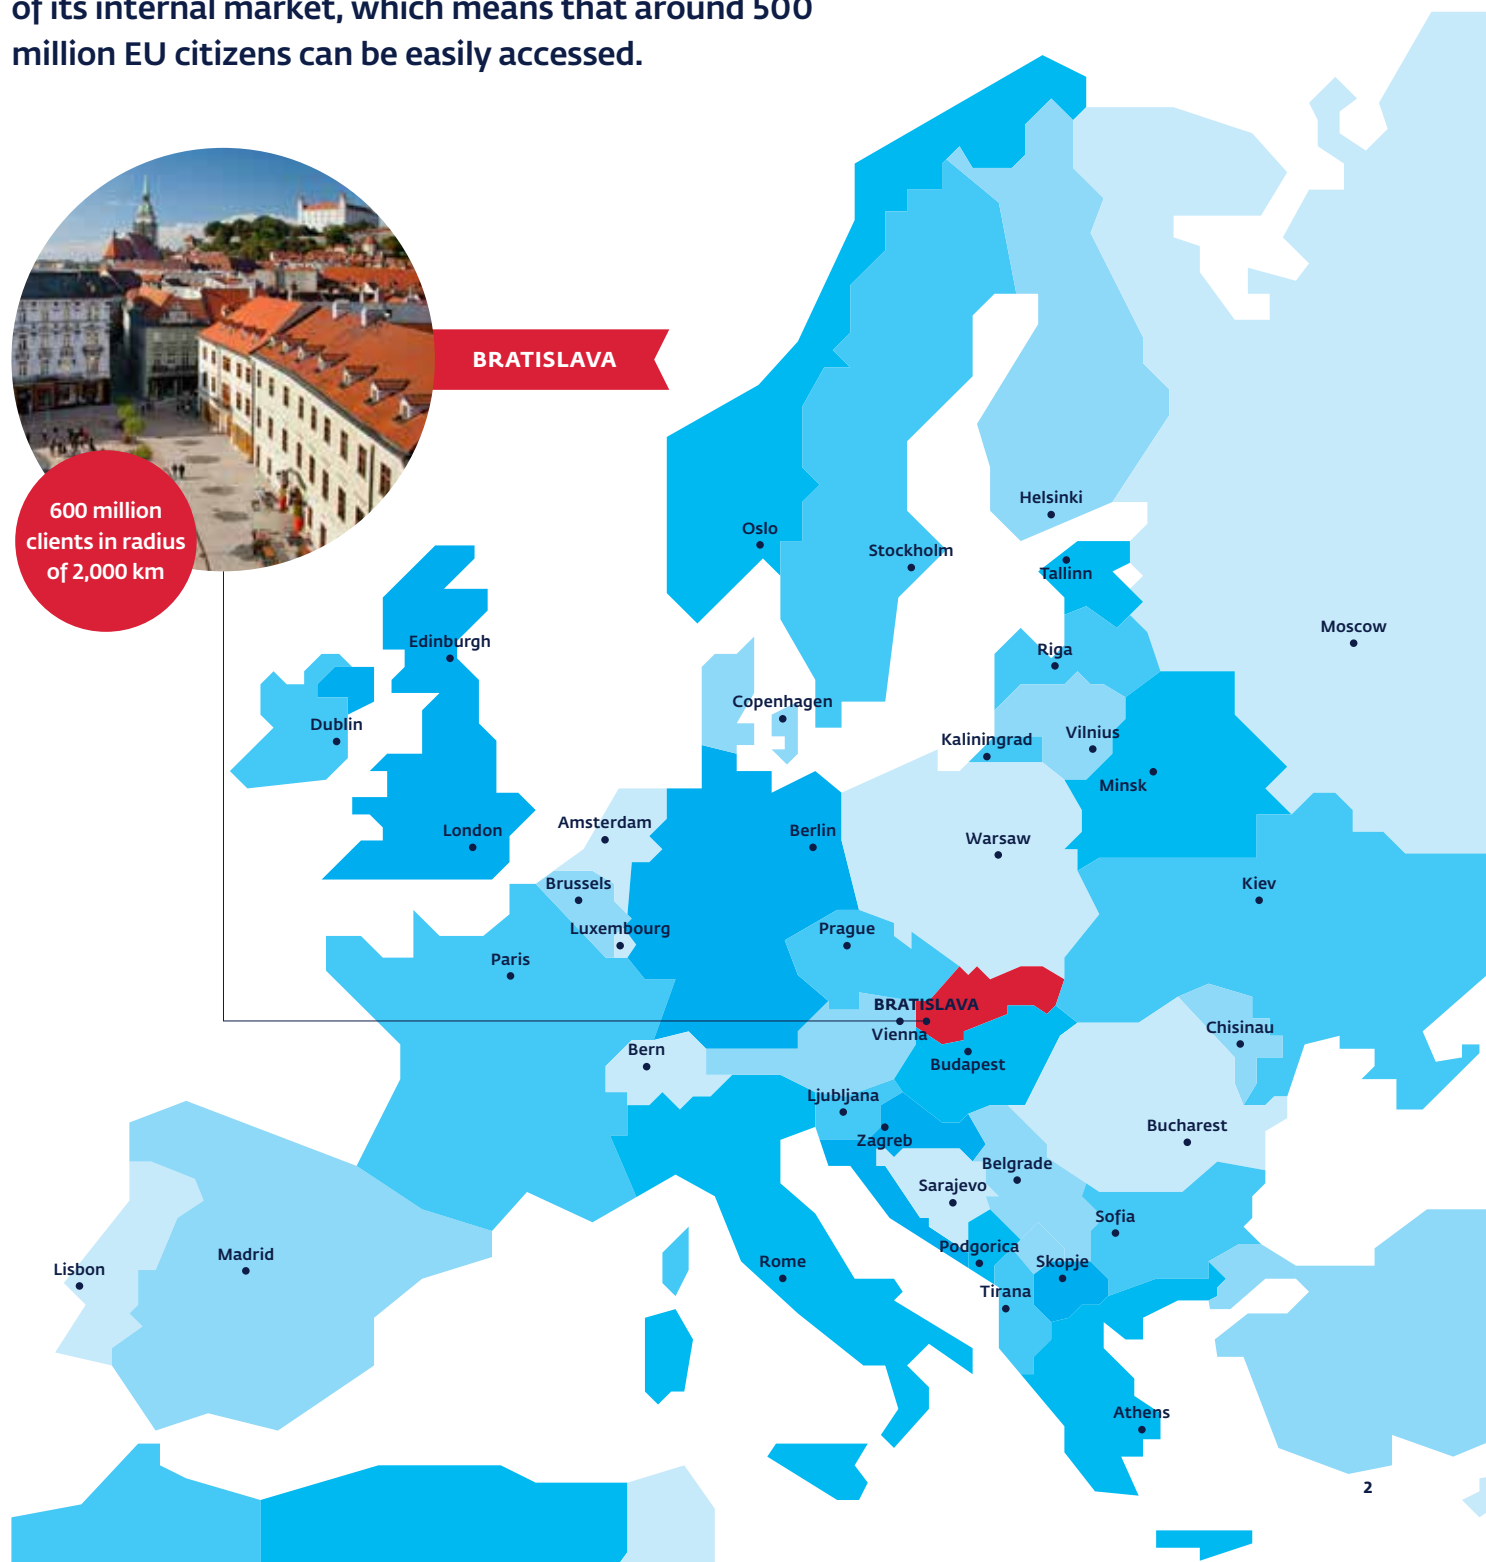 of its internal market, which means that around 500
million EU citizens can be easily accessed.
BRATISLAVA
600 million
clients in radius
of 2,000 km
Helsinki
Oslo
Stockholm
Tallinn
Moscow
Edinburgh
Riga
Copenhagen
Dublin
Vilnius
Kaliningrad
Minsk
Amsterdam
London
Berlin
Warsaw
Brussels
Kiev
Luxembourg
Prague
Paris
BRATISLAVA
Vienna
Chisinau
Bern
Budapest
Ljubljana
Bucharest
Zagreb
Belgrade
Sarajevo
Sofia
Podgorica
Madrid
Rome
Skopje
Lisbon
Tirana
Athens
2